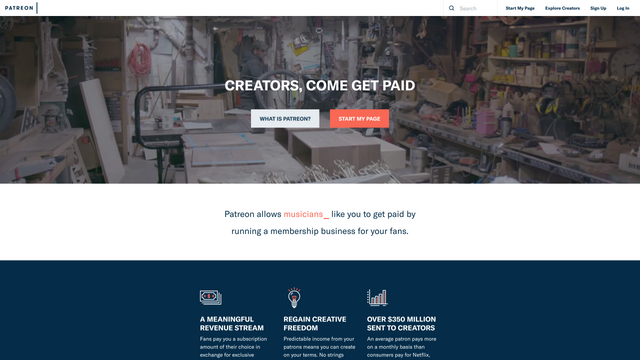 PATREON
Search
Start My Page
Explore Creators
Sign Up
Log In
CREATORS, COME GET PAID
WHAT IS PATREON?
START MY PAGE
Patreon allows musicians_ like you to get paid by
running a membership business for your fans.
A MEANINGFUL
REVENUE STREAM
Fans pay you a subscription
amount of their choice in
exchange for exclusive
REGAIN CREATIVE
FREEDOM
Predictable income from your
patrons means you can create
on your terms. No strings
OVER $350 MILLION
SENT TO CREATORS
An average patron pays more
on a monthly basis than
consumers pay for Netflix,